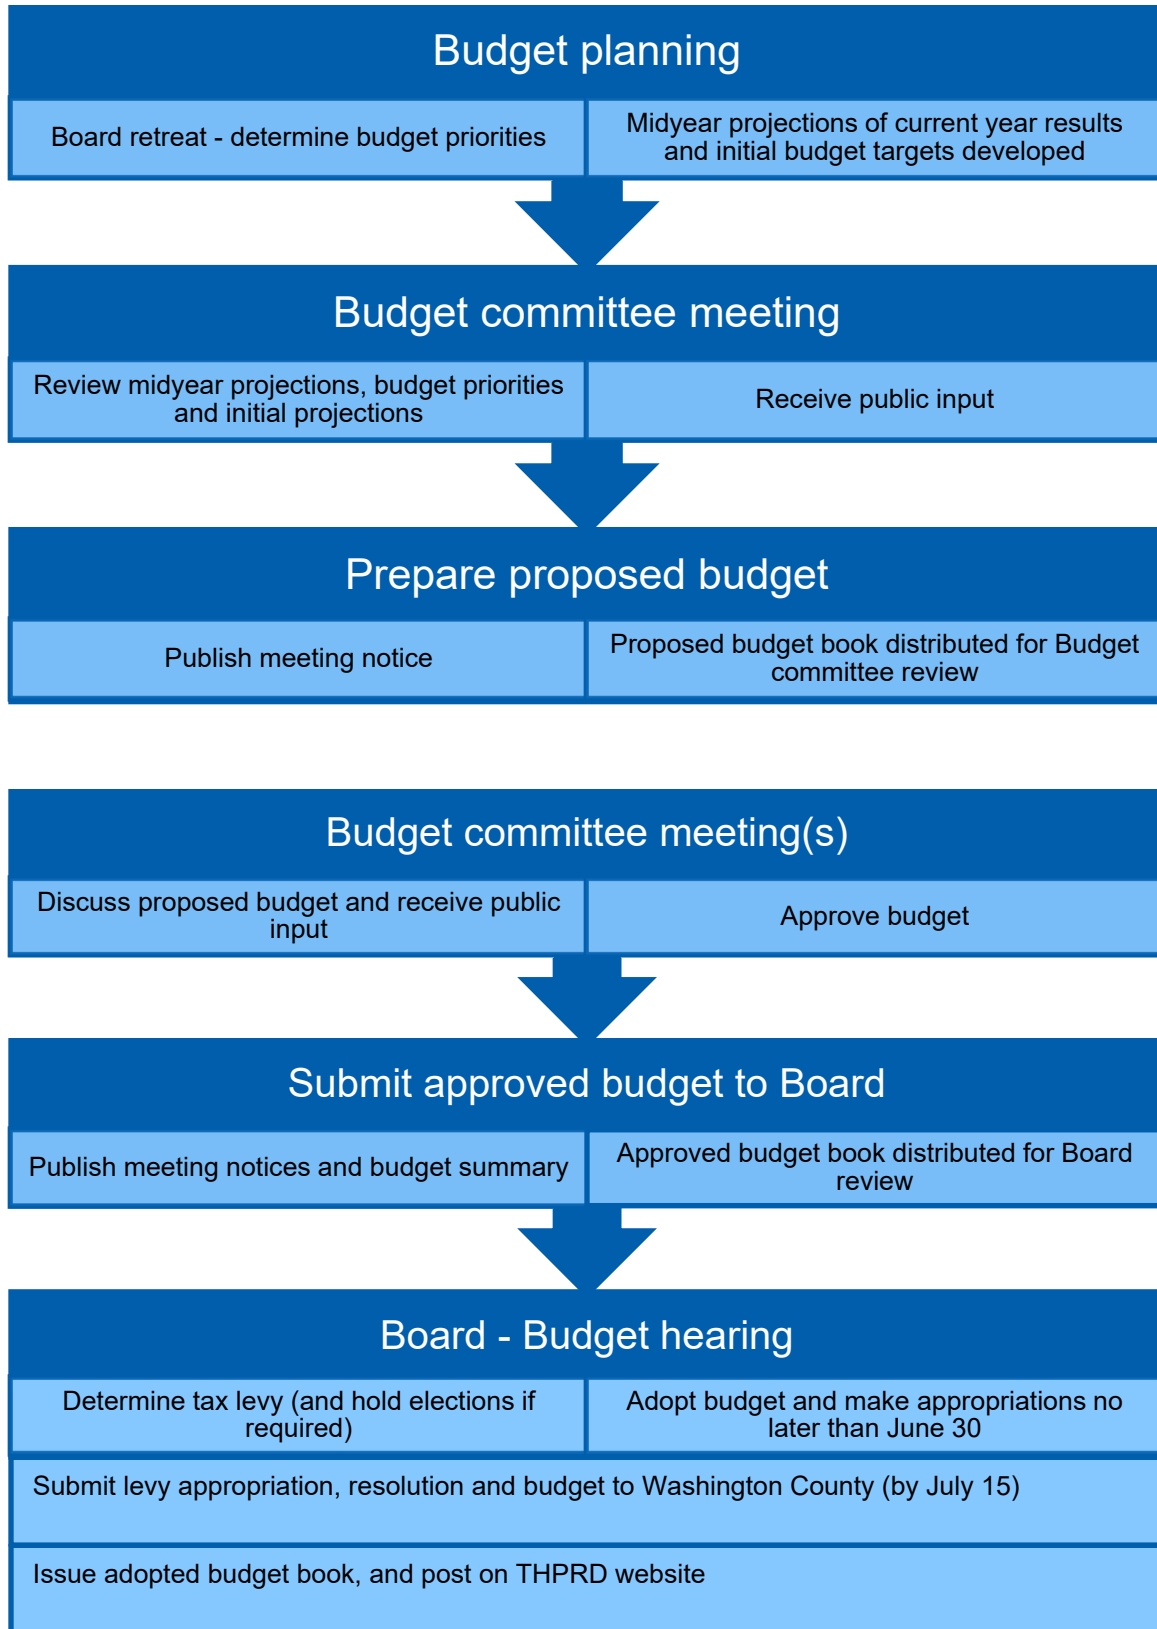 Budget planning
Board retreat - determine budget priorities
Midyear projections of current year results
and initial budget targets developed
Budget committee meeting
Review midyear projections, budget priorities
and initial projections
Receive public input
Prepare proposed budget
Publish meeting notice
Proposed budget book distributed for Budget
committee review
Budget committee meeting(s)
Discuss proposed budget and receive public
input
Approve budget
Submit approved budget to Board
Publish meeting notices and budget summary
Approved budget book distributed for Board
review
Board - Budget hearing
Determine tax levy (and hold elections if
required)
Adopt budget and make appropriations no
later than June 30
Submit levy appropriation, resolution and budget to Washington County (by July 15)
Issue adopted budget book, and post on THPRD website